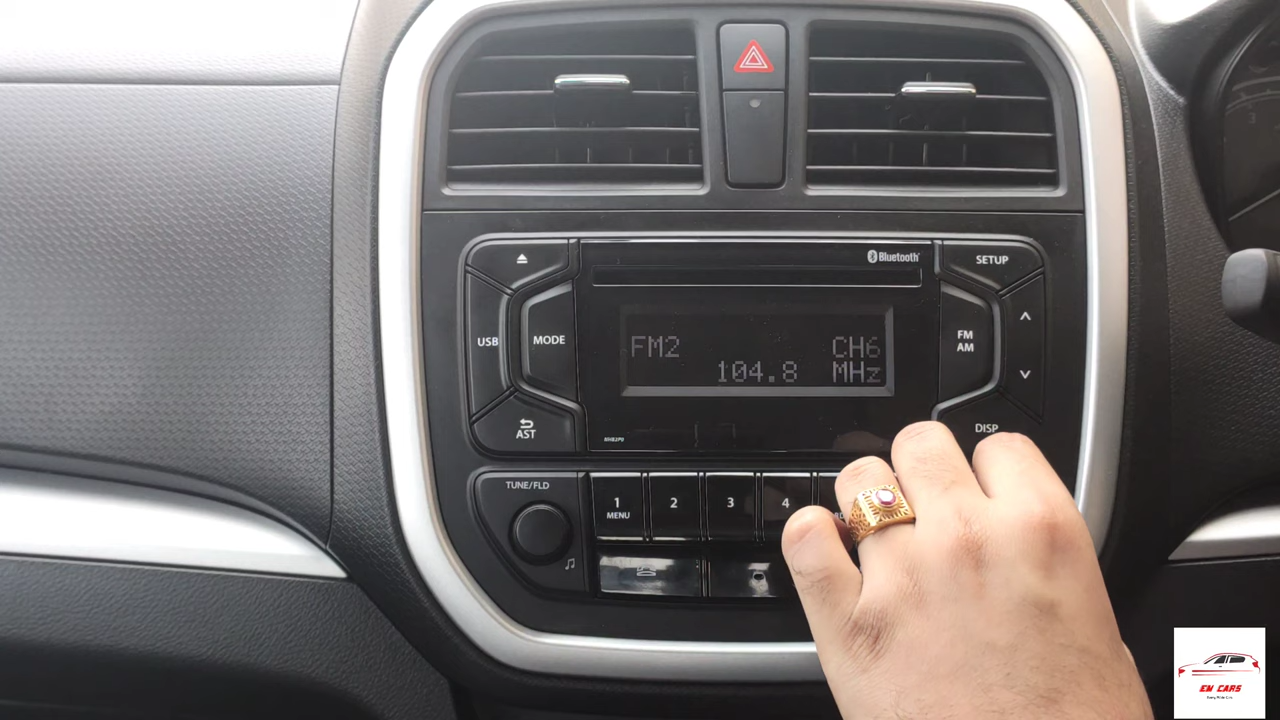 Bluetooth
SETUP
USB
MODE
FM2
CH6
104.8 MHz
FM
AM
AST
DISP
TUNE/FLD
1
MENU
2
3
4
EM CARS